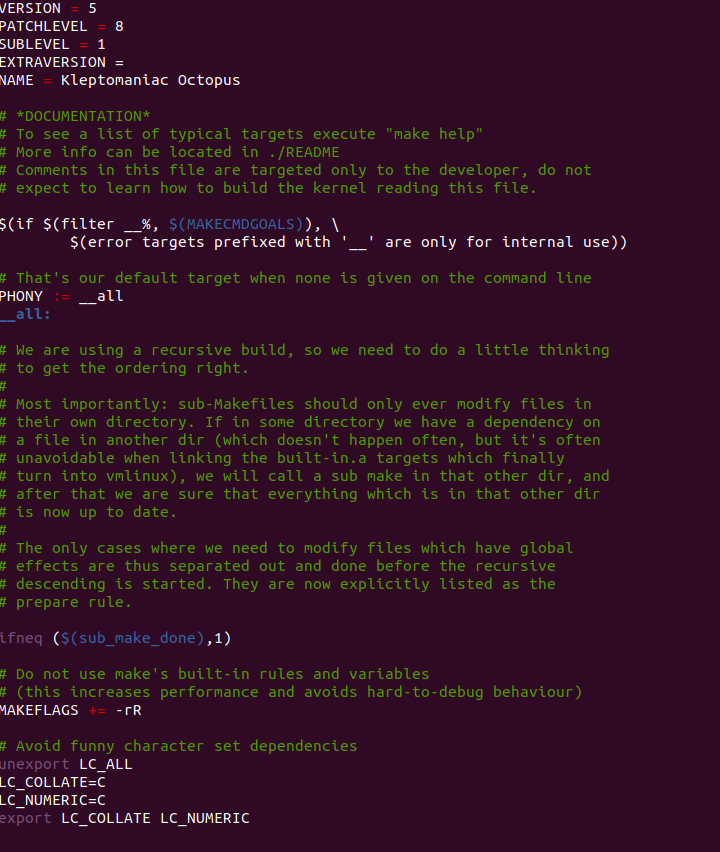 VERSION = 5
PATCHLEVEL = 8
SUBLEVEL = 1
EXTRAVERSION =
NAME = Kleptomaniac Octopus

# *DOCUMENTATION*
# To see a list of typical targets execute "make help"
# More info can be located in ./README
# Comments in this file are targeted only to the developer, do not
# expect to learn how to build the kernel reading this file.

$(if $(filter __%, $(MAKECMDGOALS)), \
        $(error targets prefixed with '__' are only for internal use))

# That's our default target when none is given on the command line
PHONY := __all
__all:

# We are using a recursive build, so we need to do a little thinking
# to get the ordering right.
#
# Most importantly: sub-Makefiles should only ever modify files in
# their own directory. If in some directory we have a dependency on
# a file in another dir (which doesn't happen often, but it's often
# unavoidable when linking the built-in.a targets which finally
# turn into vmlinux), we will call a sub make in that other dir, and
# after that we are sure that everything which is in that other dir
# is now up to date.
#
# The only cases where we need to modify files which have global
# effects are thus separated out and done before the recursive
# descending is started. They are now explicitly listed as the
# prepare rule.

ifneq ($(sub_make_done),1)

# Do not use make's built-in rules and variables
# (this increases performance and avoids hard-to-debug behaviour)
MAKEFLAGS += -rR

# Avoid funny character set dependencies
unexport LC_ALL
LC_COLLATE=C
LC_NUMERIC=C
export LC_COLLATE LC_NUMERIC